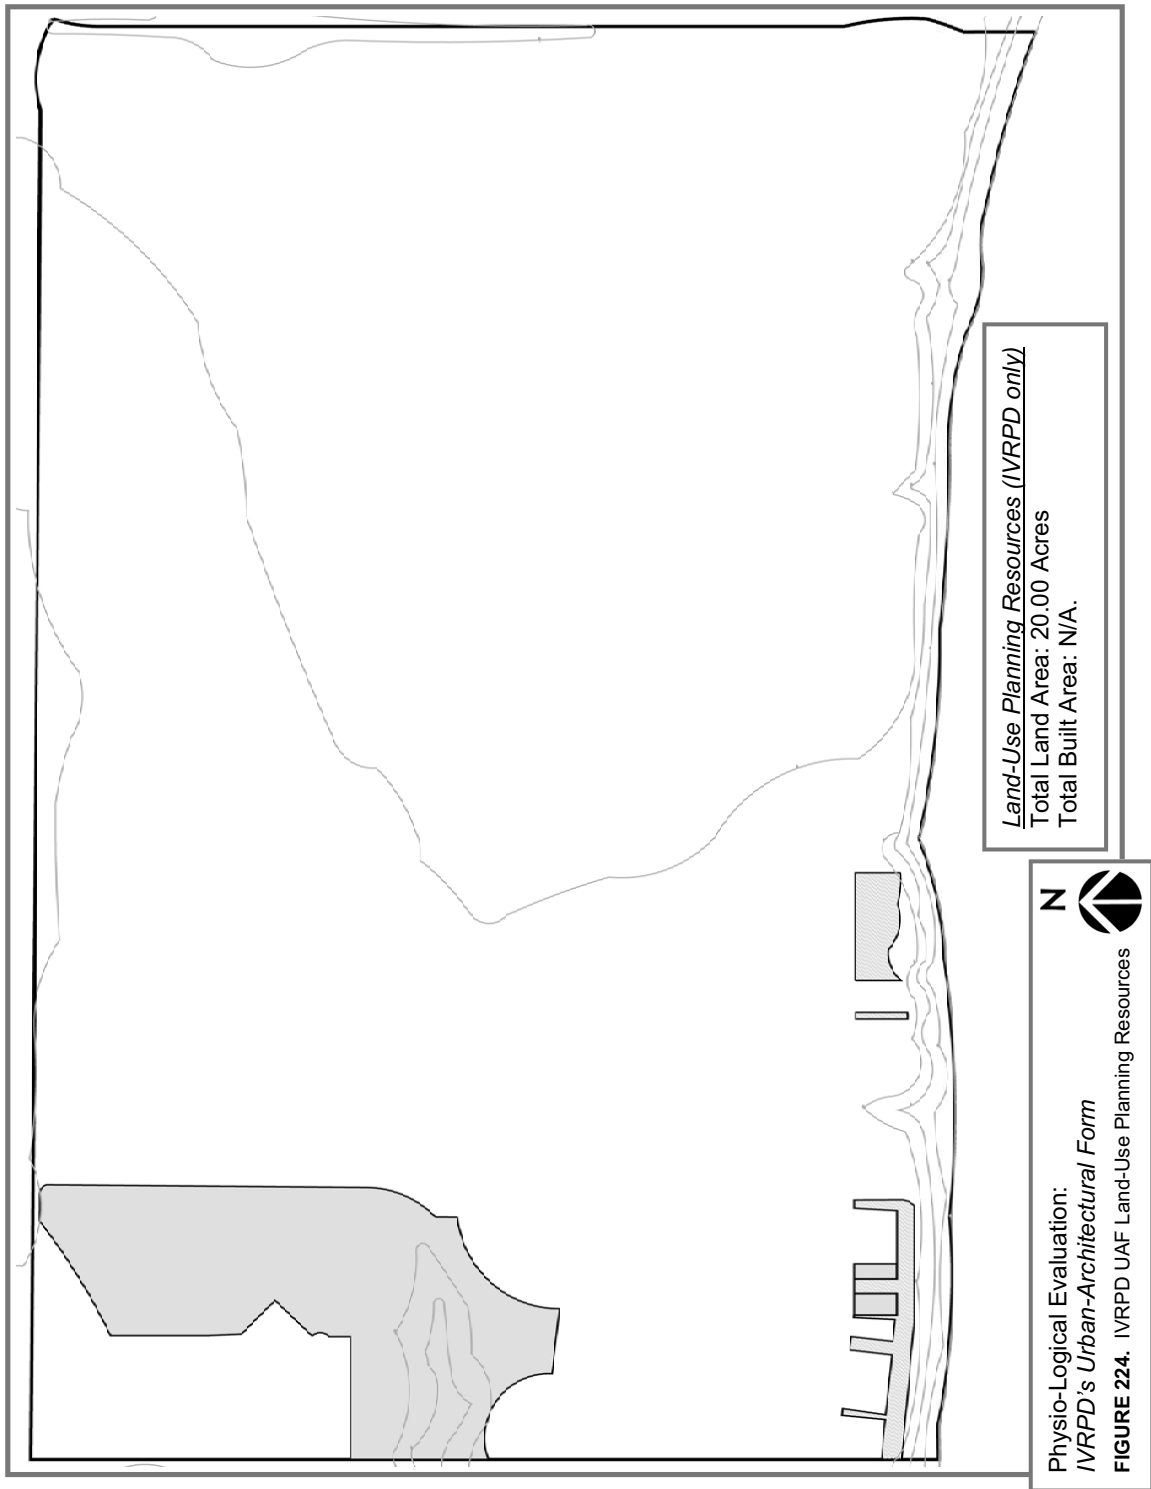 Land-Use Planning Resources (IVRPD only)
Total Land Area: 20.00 Acres
Total Built Area: N/A.
N
Physio-Logical Evaluation:
IVRPD's Urban-Architectural Form
FIGURE 224. IVRPD UAF Land-Use Planning Resources